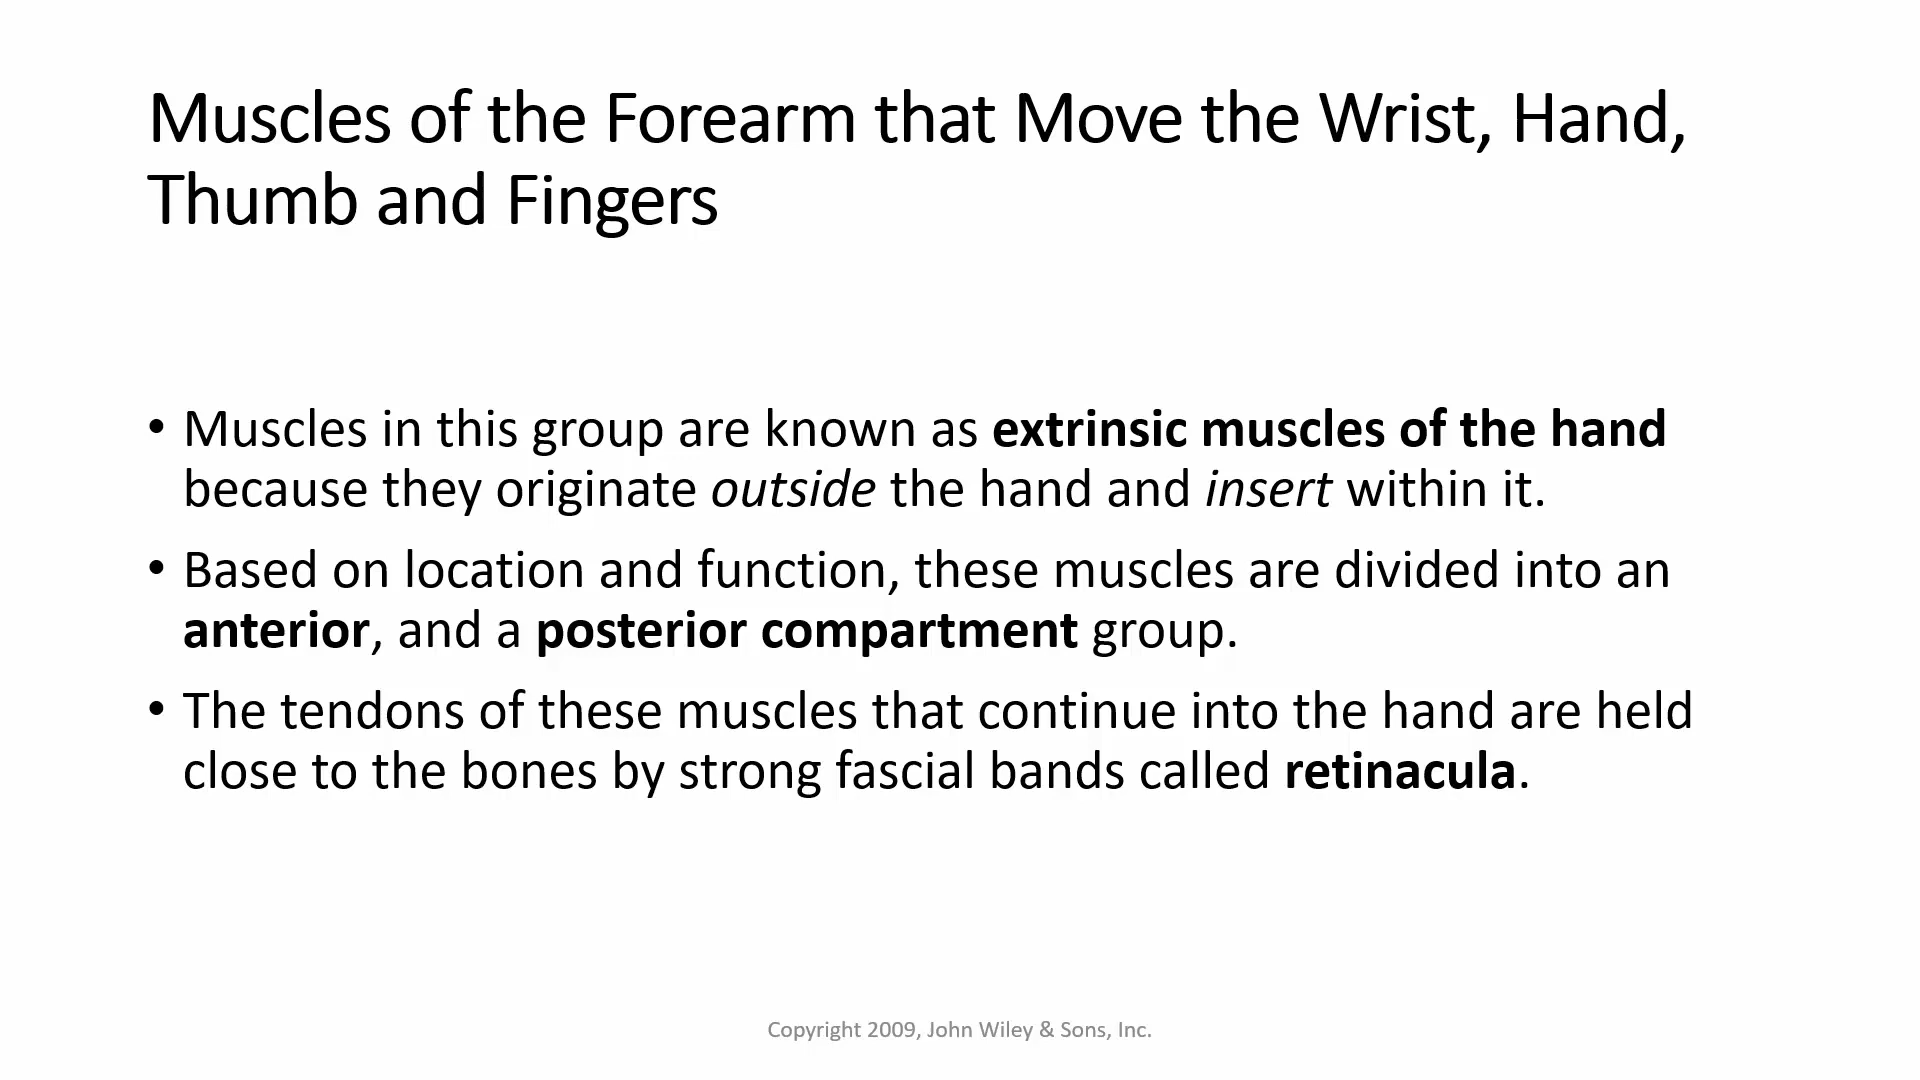 Muscles of the Forearm that Move the Wrist, Hand,
Thumb and Fingers
• Muscles in this group are known as extrinsic muscles of the hand
because they originate outside the hand and insert within it.
• Based on location and function, these muscles are divided into an
anterior, and a posterior compartment group.
• The tendons of these muscles that continue into the hand are held
close to the bones by strong fascial bands called retinacula.
Copyright 2009, John Wiley & Sons, Inc.